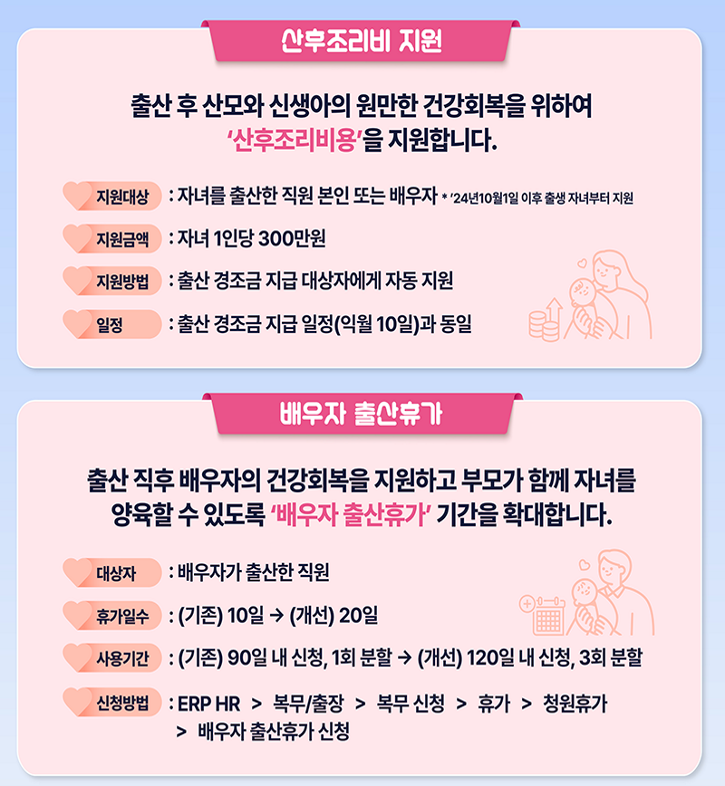 산후조리비 지원
출산 후 산모와 신생아의 원만한 건강회복을 위하여
‘산후조리비용’을 지원합니다.
지원대상 : 자녀를 출산한 직원 본인 또는 배우자 * ‘24년10월1일 이후 출생 자녀부터 지원
지원금액 : 자녀 1인당 300만원
지원방법 : 출산 경조금 지급 대상자에게 자동 지원
일정 : 출산 경조금 지급 일정(익월 10일)과 동일
배우자 출산휴가
출산 직후 배우자의 건강회복을 지원하고 부모가 함께 자녀를
양육할 수 있도록 ‘배우자 출산휴가’ 기간을 확대합니다.
대상자 : 배우자가 출산한 직원
휴가일수 : (기존) 10일 → (개선) 20일
사용기간 : (기존) 90일 내 신청, 1회 분할 → (개선) 120일 내 신청, 3회 분할
신청방법 : ERP HR > 복무/출장 > 복무 신청 > 휴가 > 청원휴가
> 배우자 출산휴가 신청